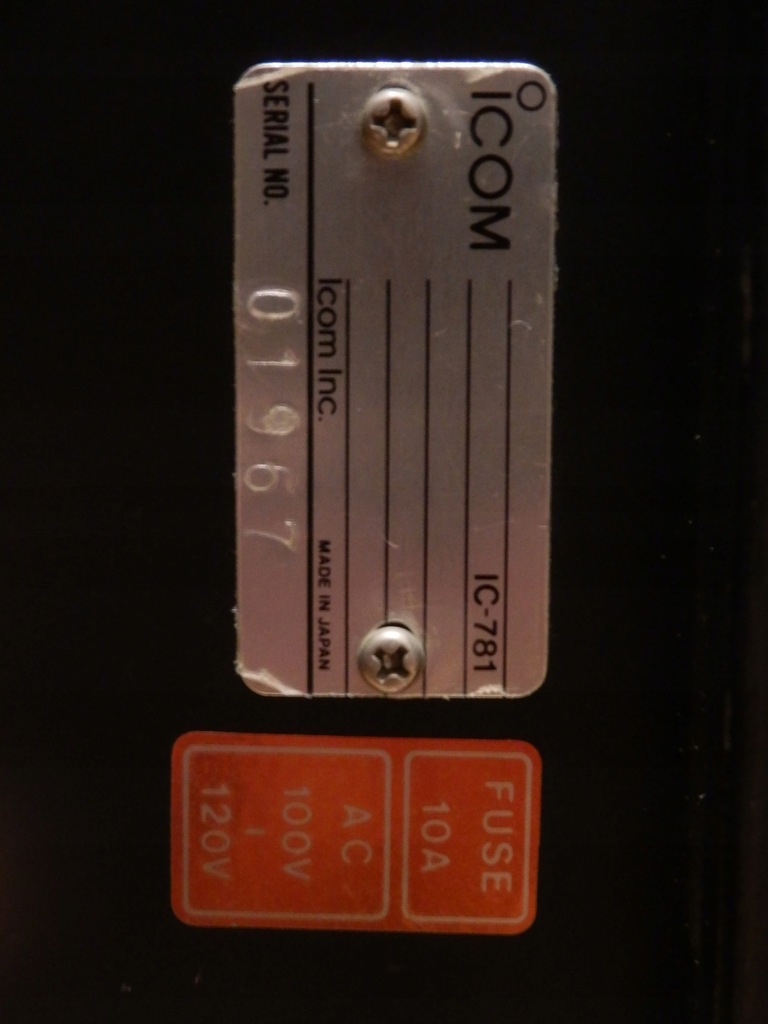 ICOM
IC-781
Icom Inc.
MADE IN JAPAN
SERIAL NO. 01967
FUSE
10A
AC
100V
-
120V